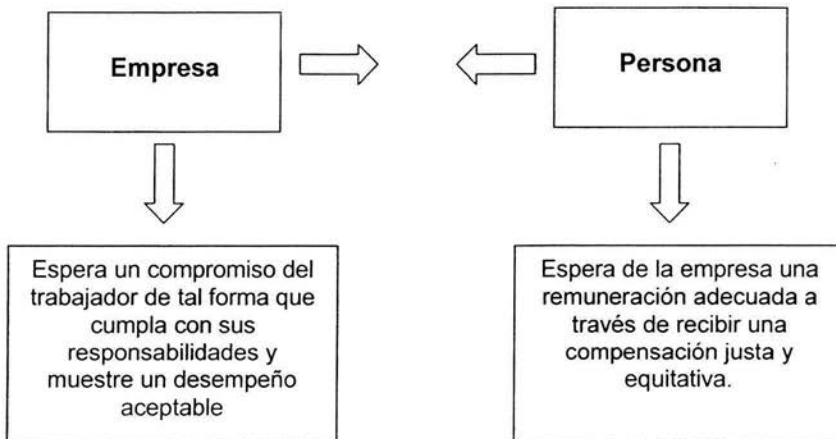 Empresa
Persona
Espera un compromiso del
trabajador de tal forma que
cumpla con sus
responsabilidades y
muestre un desempeño
aceptable
Espera de la empresa una
remuneración adecuada a
través de recibir una
compensación justa y
equitativa.